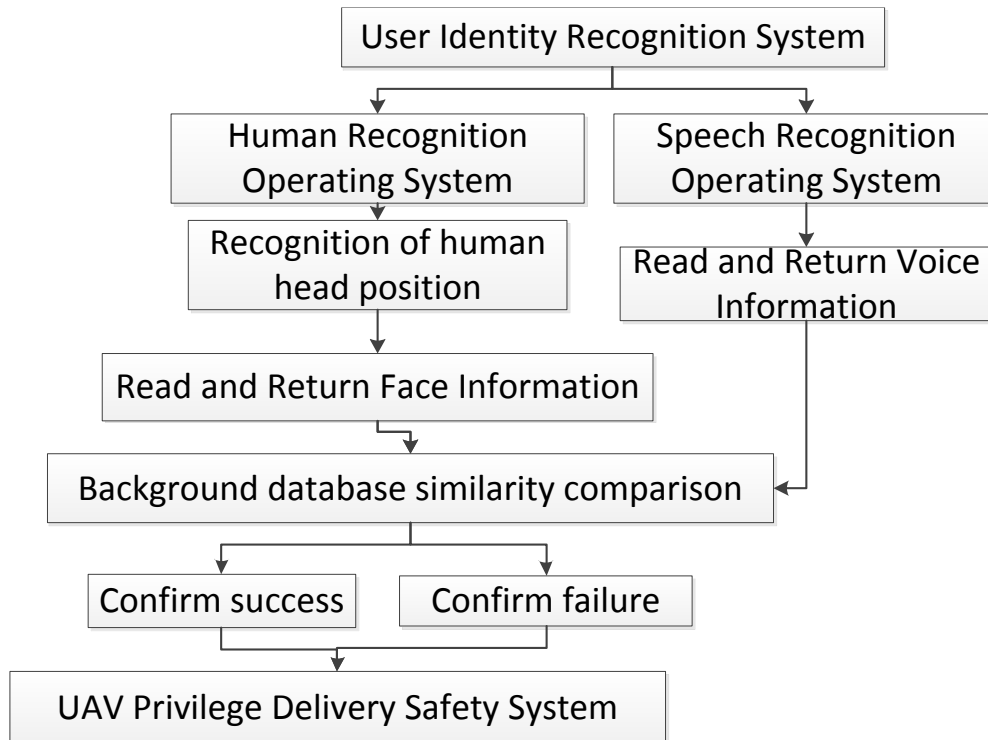 User Identity Recognition System
Human Recognition
Operating System
Speech Recognition
Operating System
Recognition of human
head position
Read and Return Voice
Information
Read and Return Face Information
Background database similarity comparison
Confirm success
Confirm failure
UAV Privilege Delivery Safety System